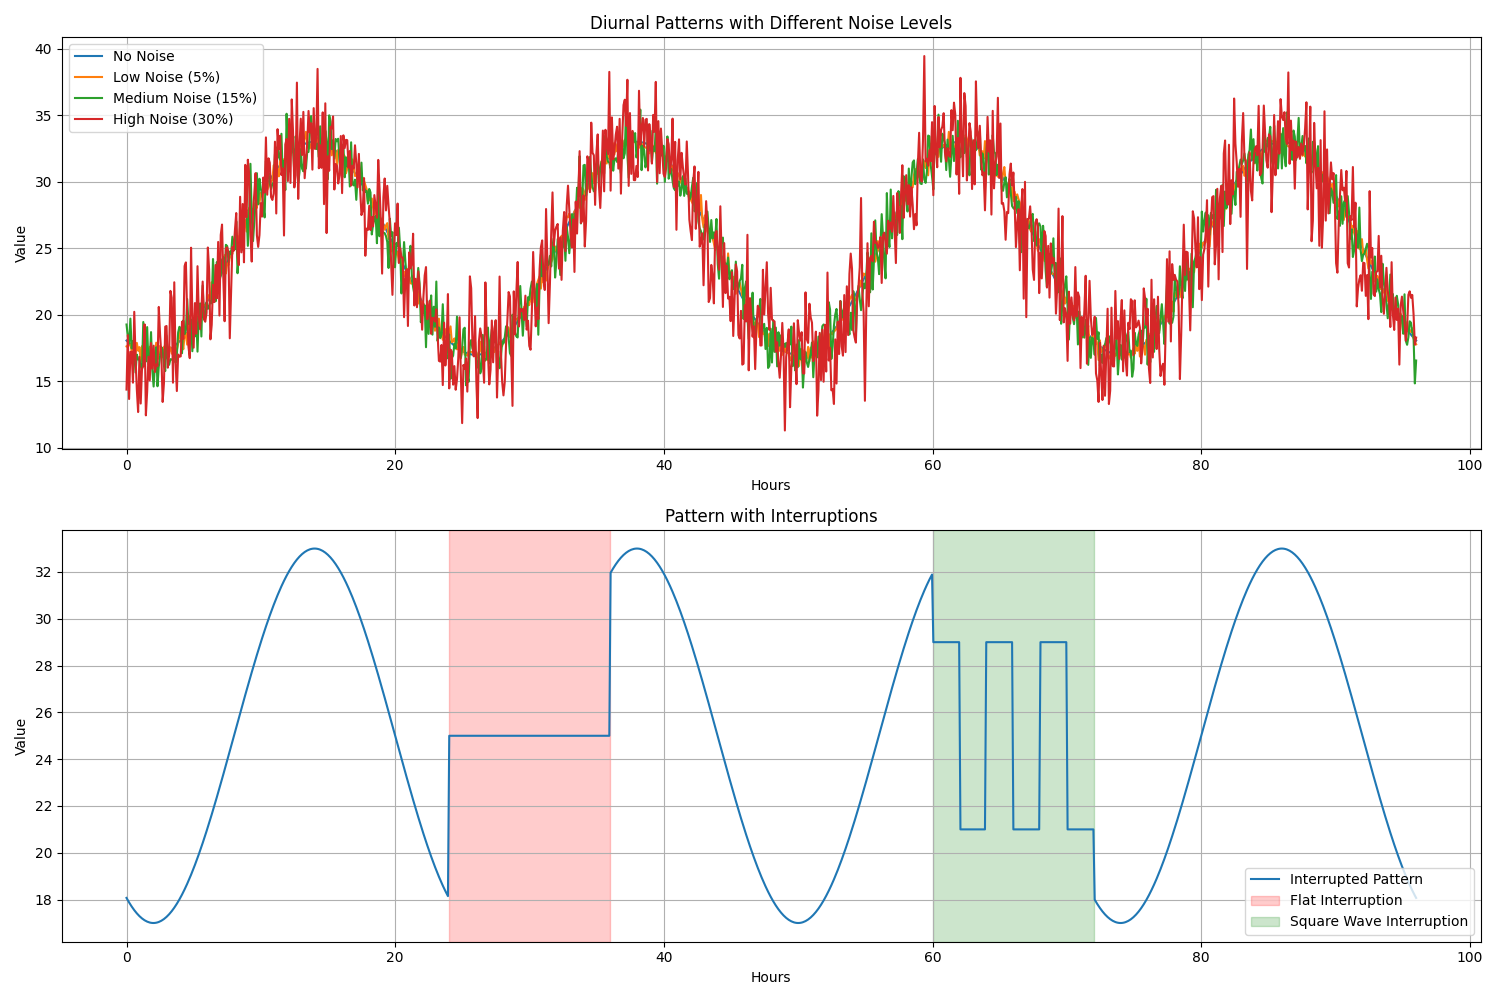 Diurnal Patterns with Different Noise Levels
No Noise
Low Noise (5%)
Medium Noise (15%)
High Noise (30%)
Value
40
35
30
25
20
15
10
0 20 40 60 80 100
Hours
Pattern with Interruptions
Value
32
30
28
26
24
22
20
18
Interrupted Pattern
Flat Interruption
Square Wave Interruption
0 20 40 60 80 100
Hours